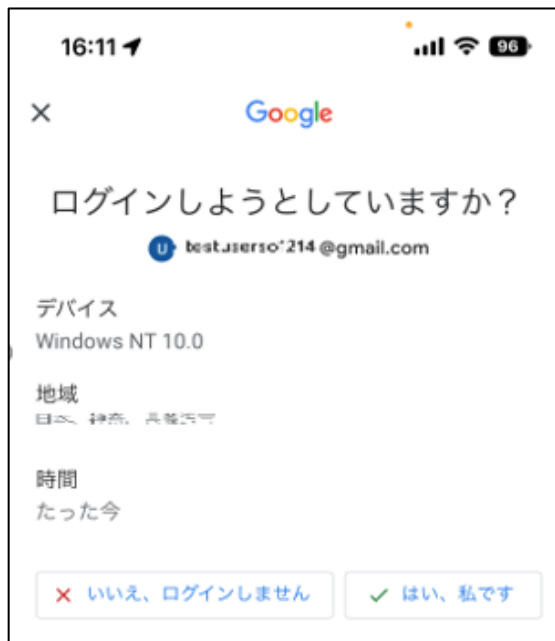 16:11
96
×
Google
ログインしようとしていますか？
U @gmail.com
デバイス
Windows NT 10.0
地域
時間
たった今
× いいえ、ログインしません
✓ はい、私です